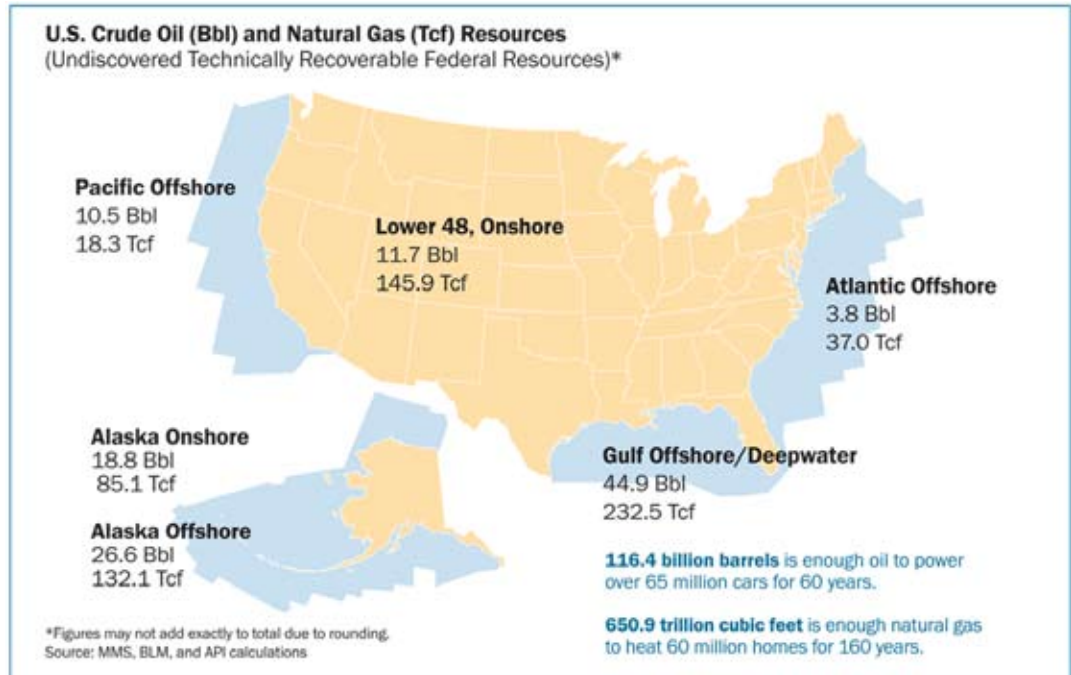 U.S. Crude Oil (Bbl) and Natural Gas (Tcf) Resources
(Undiscovered Technically Recoverable Federal Resources)*
Pacific Offshore
10.5 Bbl
18.3 Tcf
Lower 48, Onshore
11.7 Bbl
145.9 Tcf
Atlantic Offshore
3.8 Bbl
37.0 Tcf
Alaska Onshore
18.8 Bbl
85.1 Tcf
Alaska Offshore
26.6 Bbl
132.1 Tcf
Gulf Offshore/Deepwater
44.9 Bbl
232.5 Tcf
116.4 billion barrels is enough oil to power
over 65 million cars for 60 years.
650.9 trillion cubic feet is enough natural gas
to heat 60 million homes for 160 years.
*Figures may not add exactly to total due to rounding.
Source: MMS, BLM, and API calculations